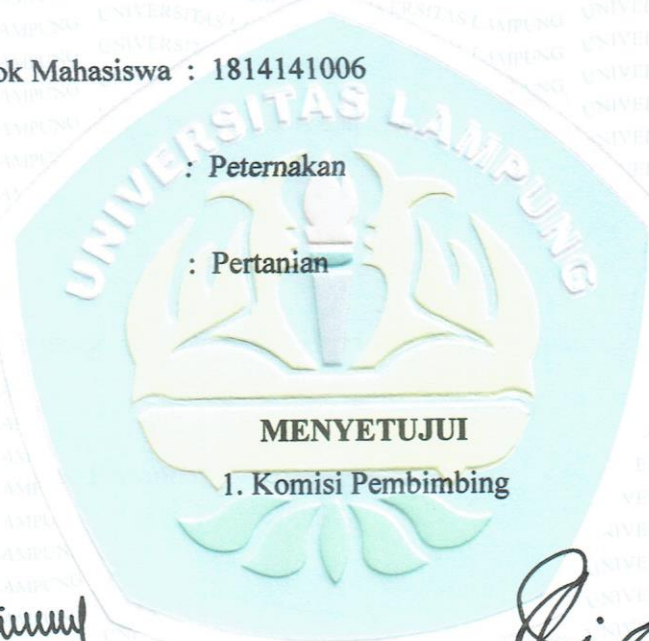 ok Mahasiswa : 1814141006
: Peternakan
: Pertanian
UNIVERSITAS LAMPUNG
MENYETUJUI
1. Komisi Pembimbing